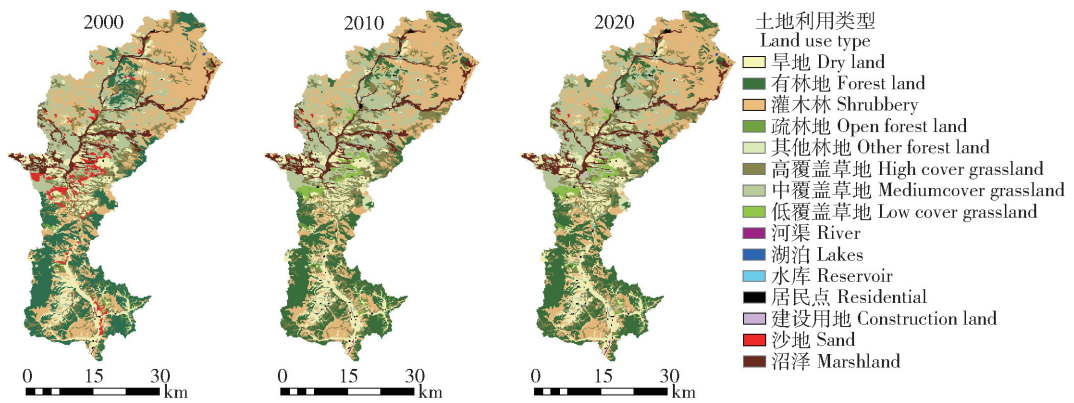 2000
2010
2020
土地利用类型
Land use type
旱地 Dry land
有林地 Forest land
灌木林 Shrubbery
疏林地 Open forest land
其他林地 Other forest land
高覆盖草地 High cover grassland
中覆盖草地 Mediumcover grassland
低覆盖草地 Low cover grassland
河渠 River
湖泊 Lakes
水库 Reservoir
居民点 Residential
建设用地 Construction land
沙地 Sand
沼泽 Marshland
0 15 30
km
0 15 30
km
0 15 30
km